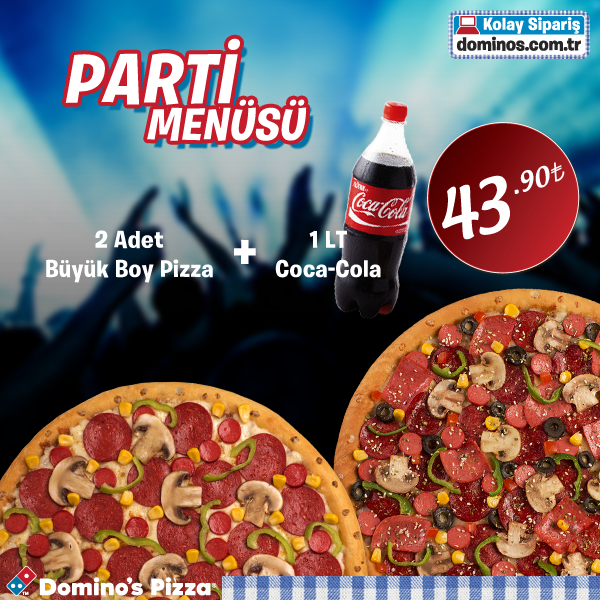 Kolay Sipariş
dominos.com.tr
PARTİ
MENÜSÜ
Coca-Cola
43.90₺
2 Adet
Büyük Boy Pizza
+
1 LT
Coca-Cola
Domino's Pizza